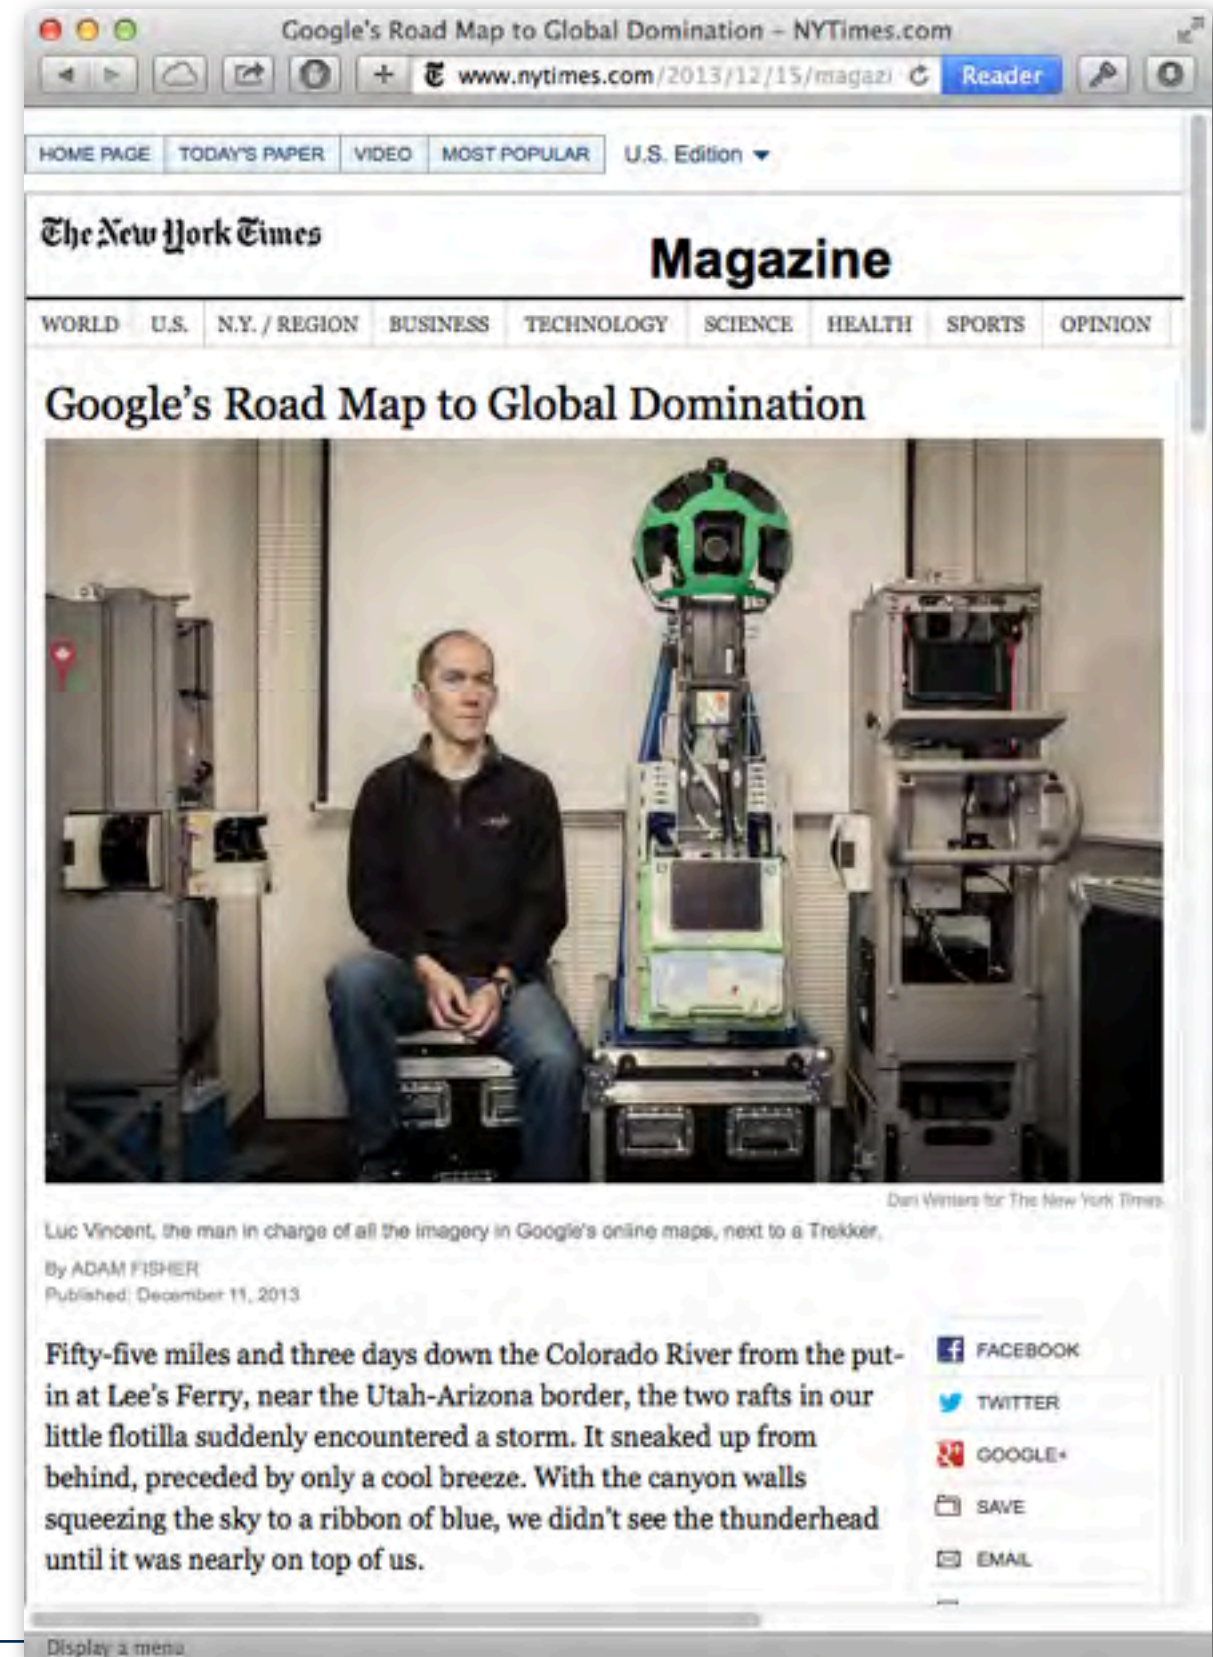 Google's Road Map to Global Domination – NYTimes.com
www.nytimes.com/2013/12/15/magazi
Reader
HOME PAGE TODAY'S PAPER VIDEO MOST POPULAR U.S. Edition
The New York Times
Magazine
WORLD U.S. N.Y. / REGION BUSINESS TECHNOLOGY SCIENCE HEALTH SPORTS OPINION
Google's Road Map to Global Domination
Dan Winters for The New York Times
Luc Vincent, the man in charge of all the imagery in Google's online maps, next to a Trekker.
By ADAM FISHER
Published: December 11, 2013
Fifty-five miles and three days down the Colorado River from the put-
in at Lee's Ferry, near the Utah-Arizona border, the two rafts in our
little flotilla suddenly encountered a storm. It sneaked up from
behind, preceded by only a cool breeze. With the canyon walls
squeezing the sky to a ribbon of blue, we didn't see the thunderhead
until it was nearly on top of us.
FACEBOOK
TWITTER
GOOGLE+
SAVE
EMAIL
Display a menu